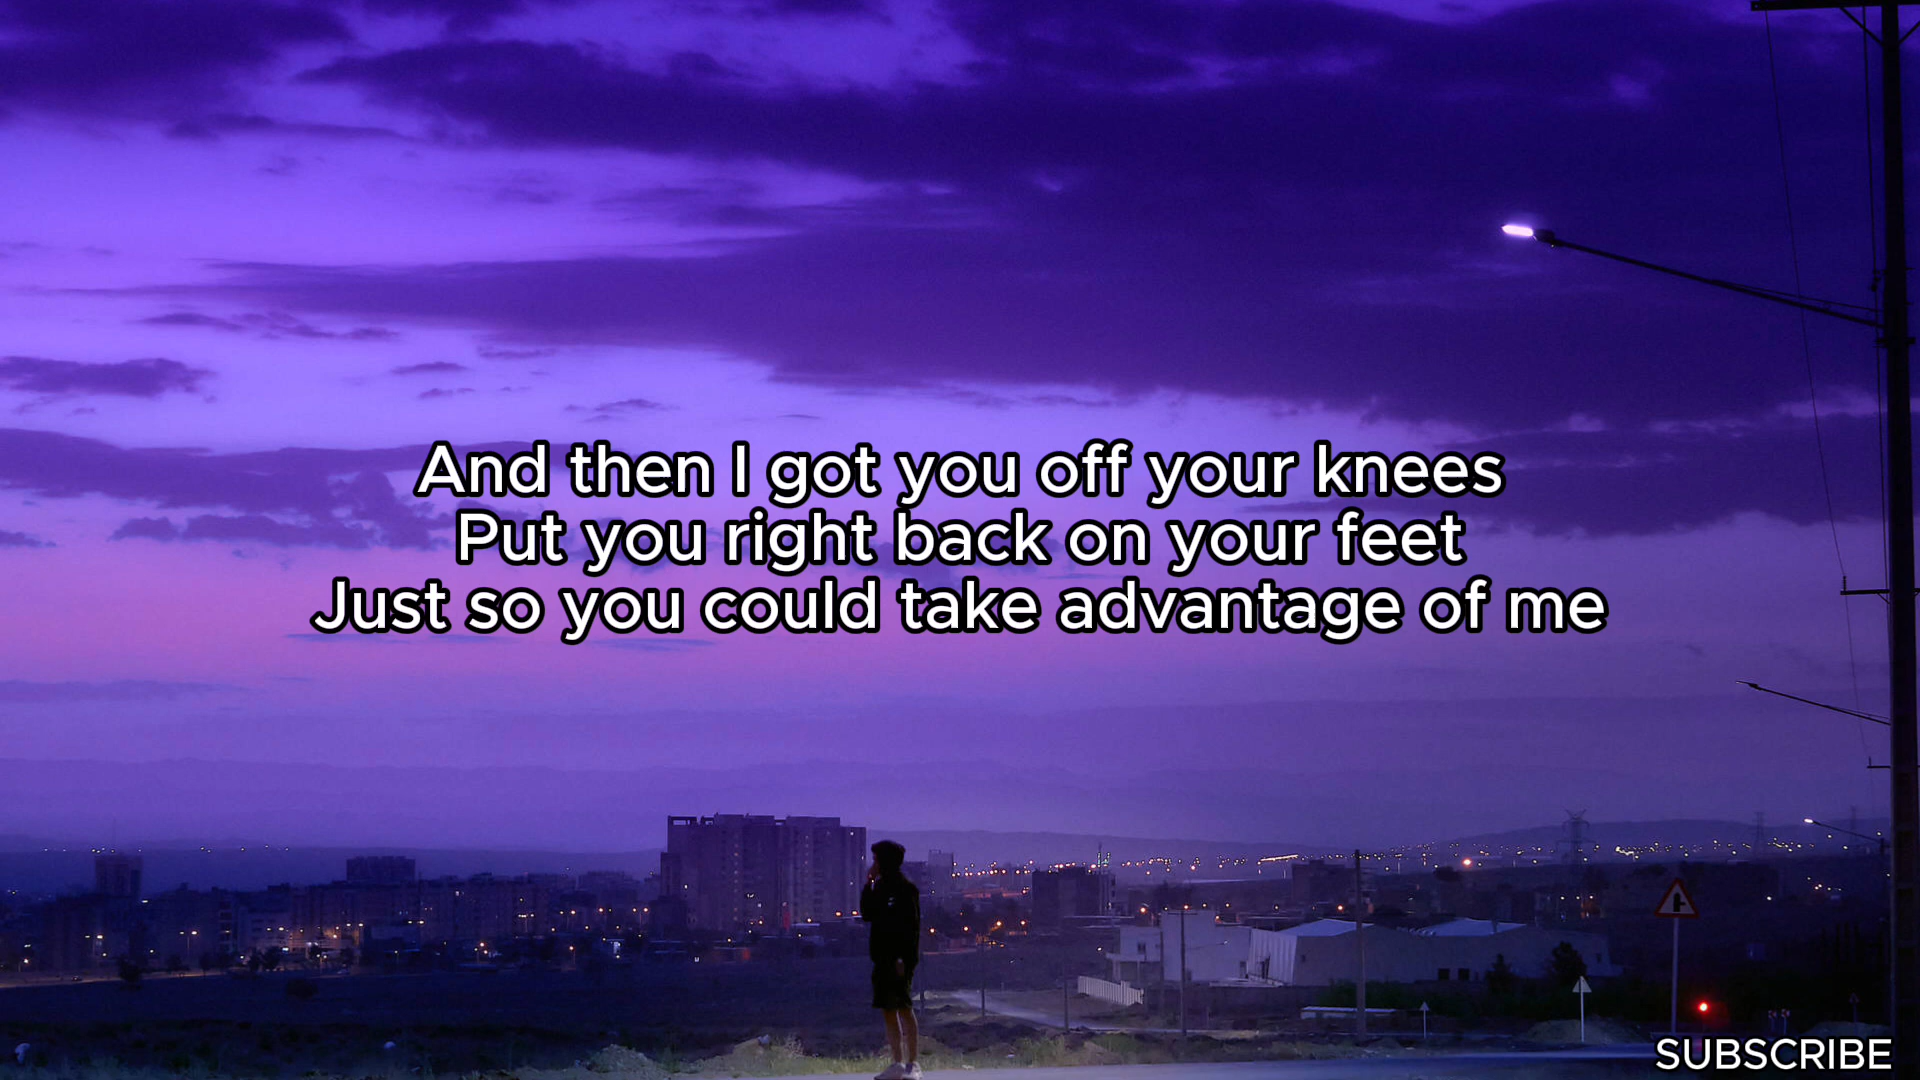 And then I got you off your knees
Put you right back on your feet
Just so you could take advantage of me
SUBSCRIBE